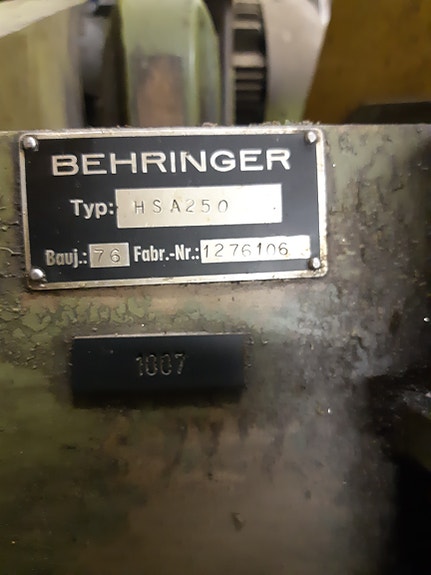 BEHRINGER
Typ: HSA250
Bauj.: 76 Fabr.-Nr.: 1276106
1007